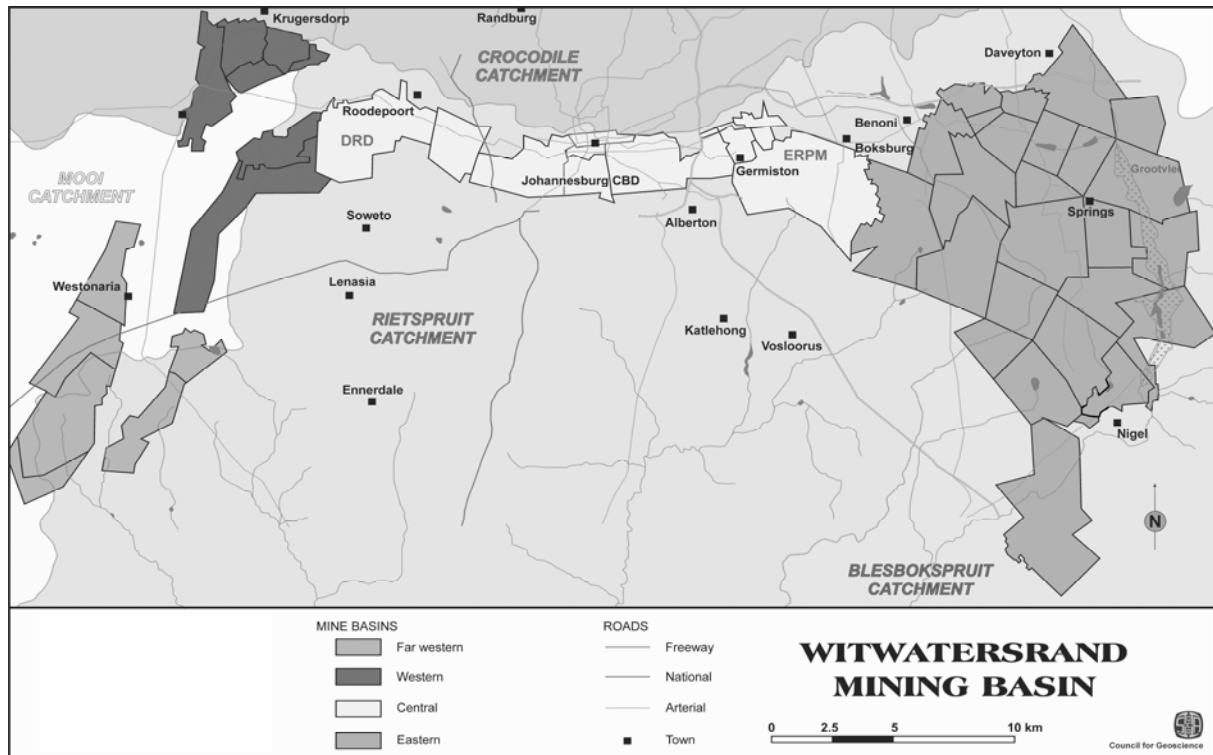 Krugersdorp
Randburg
CROCODILE
CATCHMENT
Daveyton
Roodepoort
DRD
Benoni
Boksburg
ERPM
Germiston
Johannesburg CBD
Grootvlei
MOOI
CATCHMENT
Soweto
Alberton
Springs
Westonaria
Lenasia
RIETSPRUIT
CATCHMENT
Katlehong
Vosloorus
Ennerdale
Nigel
N
BLESBOKSPRUIT
CATCHMENT
MINE BASINS
Far western
Western
Central
Eastern
ROADS
Freeway
National
Arterial
Town
WITWATERSRAND
MINING BASIN
0 2.5 5 10 km
Council for Geoscience